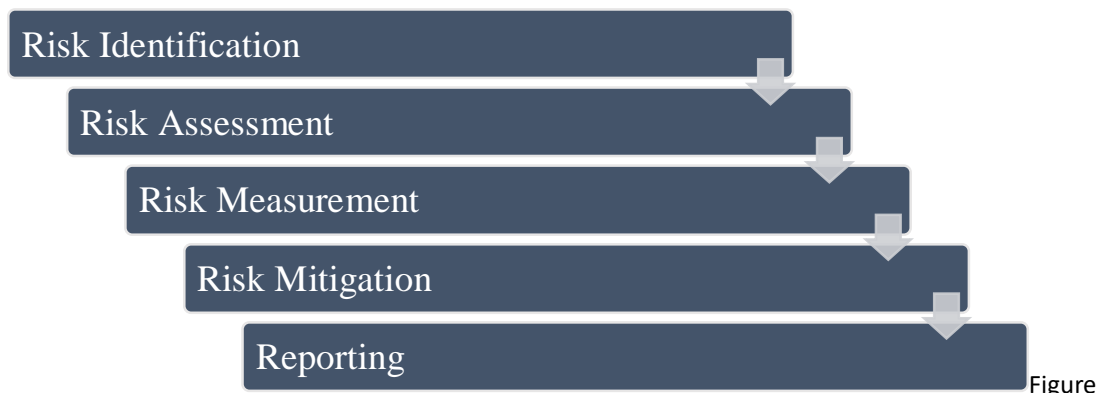 Risk Identification
Risk Assessment
Risk Measurement
Risk Mitigation
Reporting
Figure